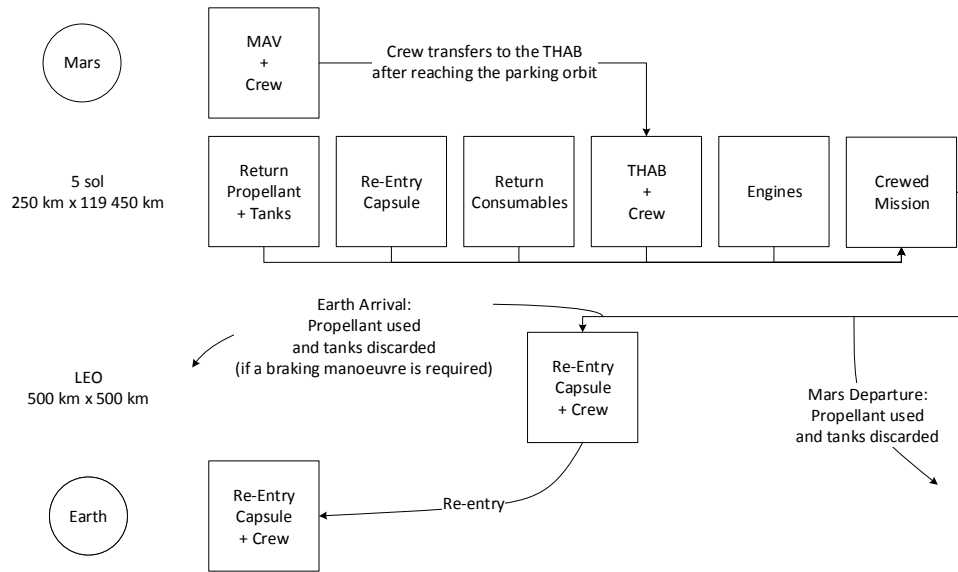 Mars
MAV
+
Crew
Crew transfers to the THAB
after reaching the parking orbit
5 sol
250 km x 119 450 km
Return
Propellant
+ Tanks
Re-Entry
Capsule
Return
Consumables
THAB
+
Crew
Engines
Crewed
Mission
Earth Arrival:
Propellant used
and tanks discarded
(if a braking manoeuvre is required)
LEO
500 km x 500 km
Re-Entry
Capsule
+ Crew
Mars Departure:
Propellant used
and tanks discarded
Earth
Re-Entry
Capsule
+ Crew
Re-entry